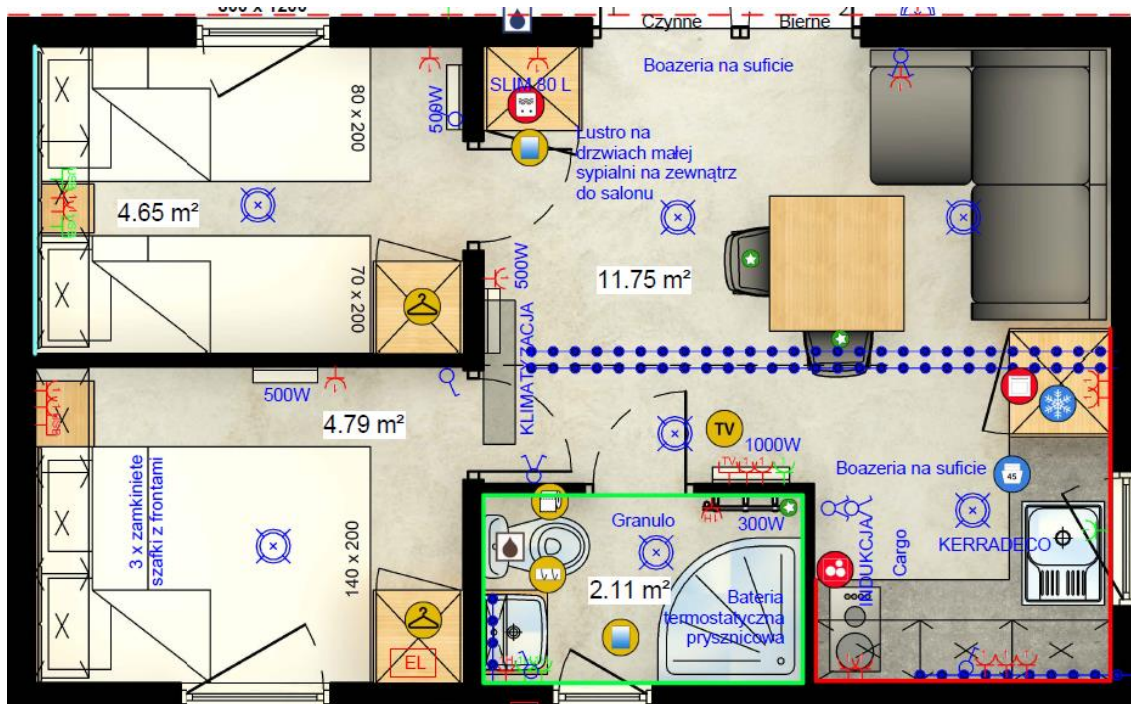 Czynne
Bierne
Boazeria na suficie
SLIM 80 L
500W
80 x 200
Lustro na
drzwiach małej
sypialni na zewnątrz
do salonu
4.65 m²
11.75 m²
500W
70 x 200
KLIMATYZACJA
500W
4.79 m²
TV
1000W
TV
Boazeria na suficie
45
3 x zamkiniete
szafki z frontami
140 x 200
Granulo
300W
2.11 m²
Bateria
termostatyczna
prysznicowa
INDUKCJA
Cargo
KERRADECO
EL